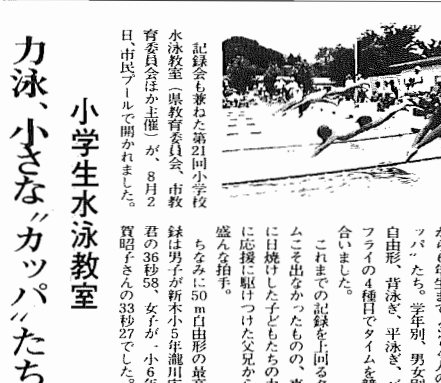 力泳、小さな〝カッパ〟たち
小学生水泳教室
記録会も兼ねた第21回小学校
水泳教室（県教育委員会、市教
育委員会ほか主催）が、8月2
日、市民プールで開かれました。
ッパ〟たち。学年別、男女別
自由形、背泳ぎ、平泳ぎ、バ
フライの4種目でタイムを競
合いました。
これまでの記録を上回る
ムこそ出なかったものの、
に日焼けした子どもたちの力
に応援に駆けつけた父兄から
盛んな拍手。
ちなみに50m自由形の最
録は男子が新木小5年瀧川
君の36秒58、女子が
小6年
賀昭子さんの33秒27でした。